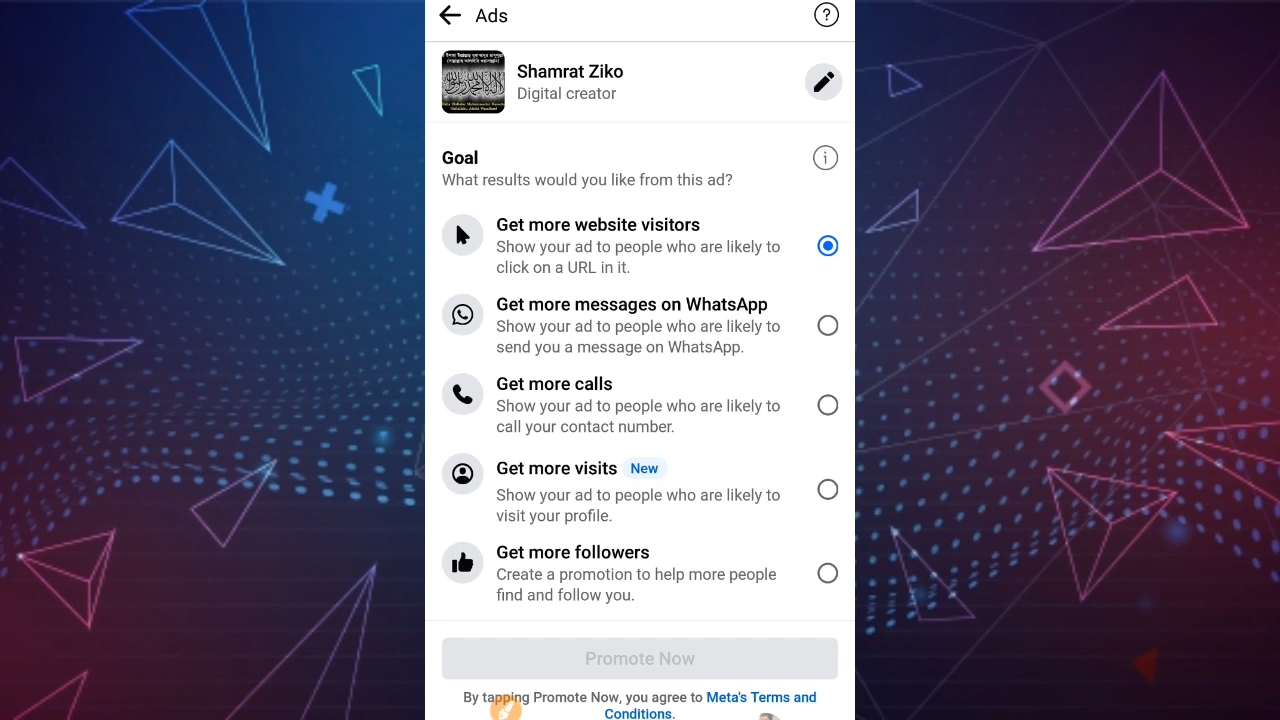 Ads
Shamrat Ziko
Digital creator
Goal
What results would you like from this ad?
Get more website visitors
Show your ad to people who are likely to
click on a URL in it.
Get more messages on WhatsApp
Show your ad to people who are likely to
send you a message on WhatsApp.
Get more calls
Show your ad to people who are likely to
call your contact number.
Get more visits New
Show your ad to people who are likely to
visit your profile.
Get more followers
Create a promotion to help more people
find and follow you.
Promote Now
By tapping Promote Now, you agree to Meta's Terms and
Conditions.